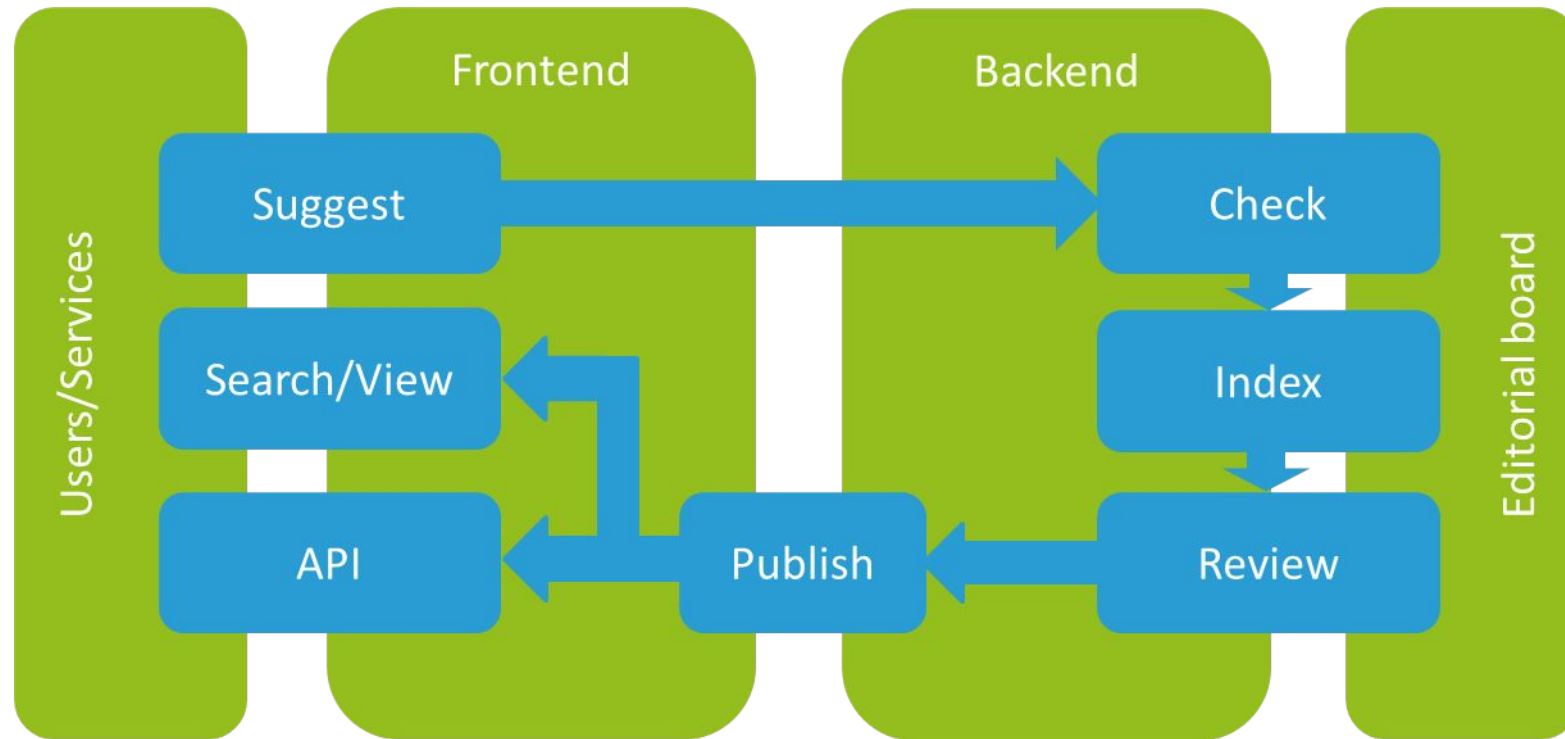 Frontend
Backend
Users/Services
Suggest
Check
Editorial board
Search/View
Index
API
Publish
Review